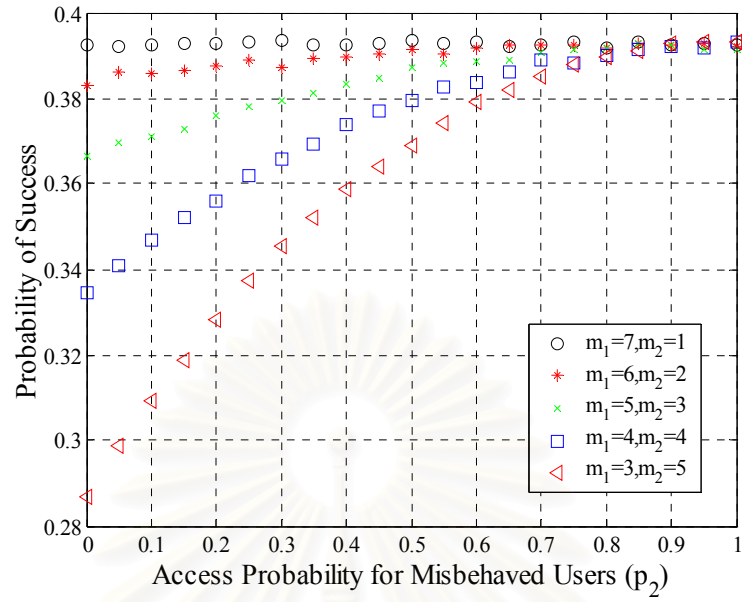 0.4
0.38
0.36
0.34
0.32
0.3
0.28
Probability of Success
m₁=7,m₂=1
m₁=6,m₂=2
m₁=5,m₂=3
m₁=4,m₂=4
m₁=3,m₂=5
0 0.1 0.2 0.3 0.4 0.5 0.6 0.7 0.8 0.9 1
Access Probability for Misbehaved Users (p₂)